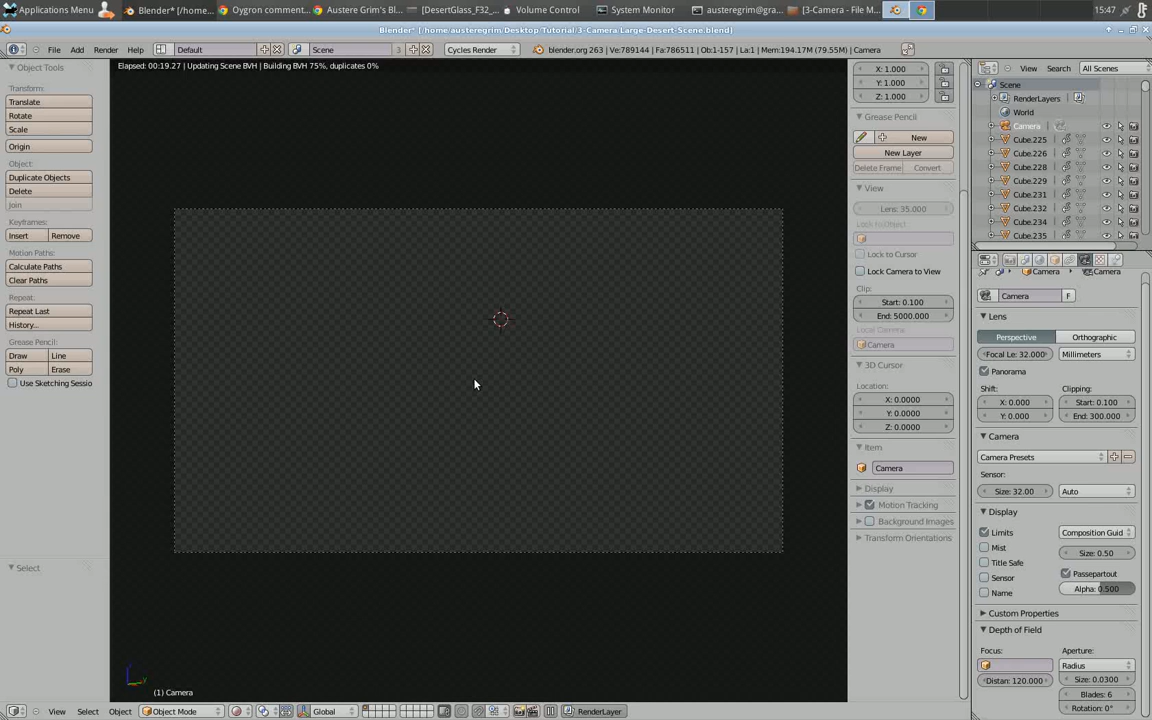 Applications Menu
Blender* [/home...
Oygron comment...
Austere Grim's Bl...
[DesertGlass_F32_...
Volume Control
System Monitor
austeregrim@gra...
[3-Camera - File M...
15:47
Blender* [/home/austeregrim/Desktop Tutorial/3-Camera/Large-Desert-Scene.blend]
File
Add
Render
Help
Default
Scene
3
Cycles Render
blender.org 263 | Ve:789144 | Fa:786511 | Ob:1-157 | La:1 | Mem:194.17M (79.55M) | Camera
View
Search
All Scenes
Object Tools
Transform:
Translate
Rotate
Scale
Origin
Object:
Duplicate Objects
Delete
Join
Keyframes:
Insert
Remove
Motion Paths:
Calculate Paths
Clear Paths
Repeat:
Repeat Last
History...
Grease Pencil:
Draw
Line
Poly
Erase
Use Sketching Sessio
Select
Elapsed: 00:19.27 | Updating Scene BVH | Building BVH 75%, duplicates 0%
(1) Camera
X: 1.000
Y: 1.000
Z: 1.000
Grease Pencil
New
New Layer
Delete Frame
Convert
View
Lens: 35.000
Lock to Object:
Lock to Cursor
Lock Camera to View
Clip:
Start: 0.100
End: 5000.000
Local Camera:
Camera
3D Cursor
Location:
X: 0.0000
Y: 0.0000
Z: 0.0000
Item
Camera
Display
Motion Tracking
Background Images
Transform Orientations
Scene
RenderLayers
World
Camera
Cube.225
Cube.226
Cube.228
Cube.229
Cube.231
Cube.232
Cube.234
Cube.235
Camera
Camera
Camera
F
Lens
Perspective
Orthographic
Focal Le: 32.000
Millimeters
Panorama
Shift:
Clipping:
X: 0.000
Start: 0.100
Y: 0.000
End: 300.000
Camera
Camera Presets
Sensor:
Size: 32.00
Auto
Display
Limits
Composition Guid
Mist
Size: 0.50
Title Safe
Sensor
Passepartout
Name
Alpha: 0.500
Custom Properties
Depth of Field
Focus:
Aperture:
Radius
Distan: 120.000
Size: 0.0300
Blades: 6
Rotation: 0°
View
Select
Object
Object Mode
Global
RenderLayer